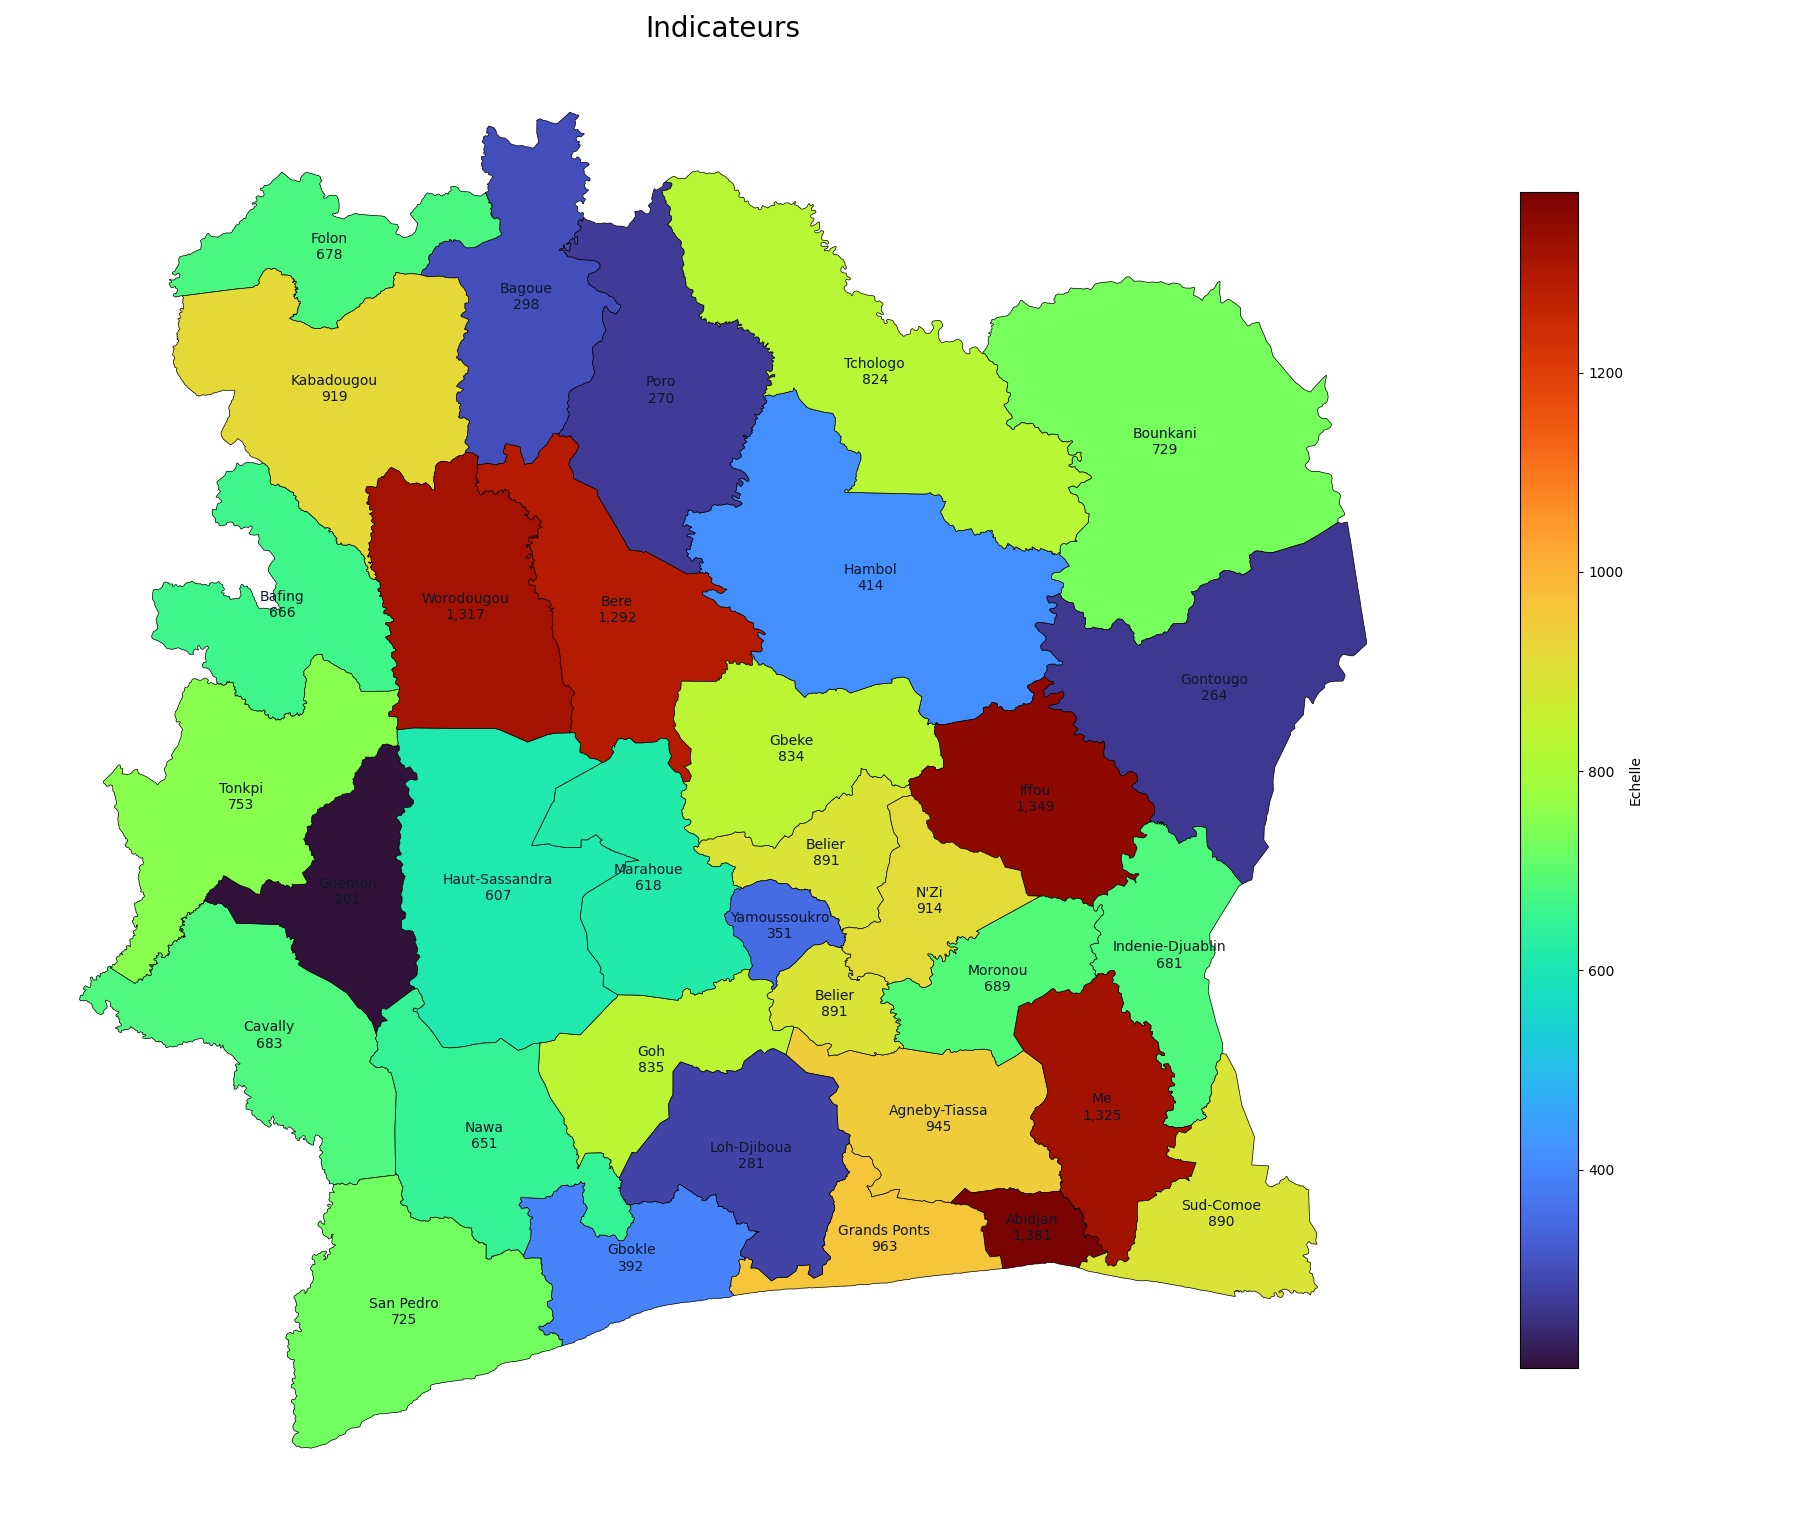 Indicateurs
Folon
678
Bagoue
298
Kabadougou
919
Poro
270
Tchologo
824
Bounkani
729
Bafing
666
Worodougou
1,317
Bere
1,292
Hambol
414
Gontougo
264
Tonkpi
753
Gbeke
834
Iffou
1,349
Guemon
201
Haut-Sassandra
607
Marahoue
618
Belier
891
N'Zi
914
Yamoussoukro
351
Indenie-Djuablin
681
Moronou
689
Belier
891
Cavally
683
Goh
835
Nawa
651
Loh-Djiboua
281
Agneby-Tiassa
945
Me
1,325
Sud-Comoe
890
Grands Ponts
963
Abidjan
1,381
Gbokle
392
San Pedro
725
1200
1000
800
600
400
Echelle